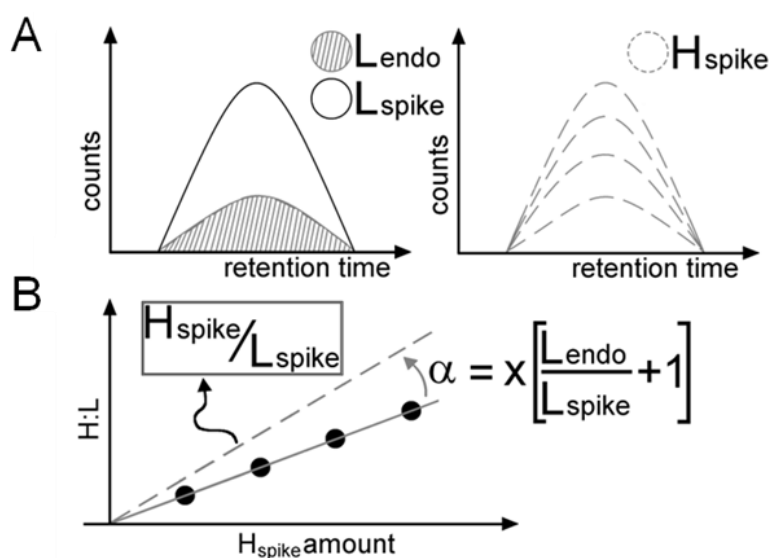 A
Lendo
Lspike
Hspike
counts
retention time
counts
retention time
B
Hspike/Lspike
α = x[Lendo/Lspike +1]
H:L
Hspike amount